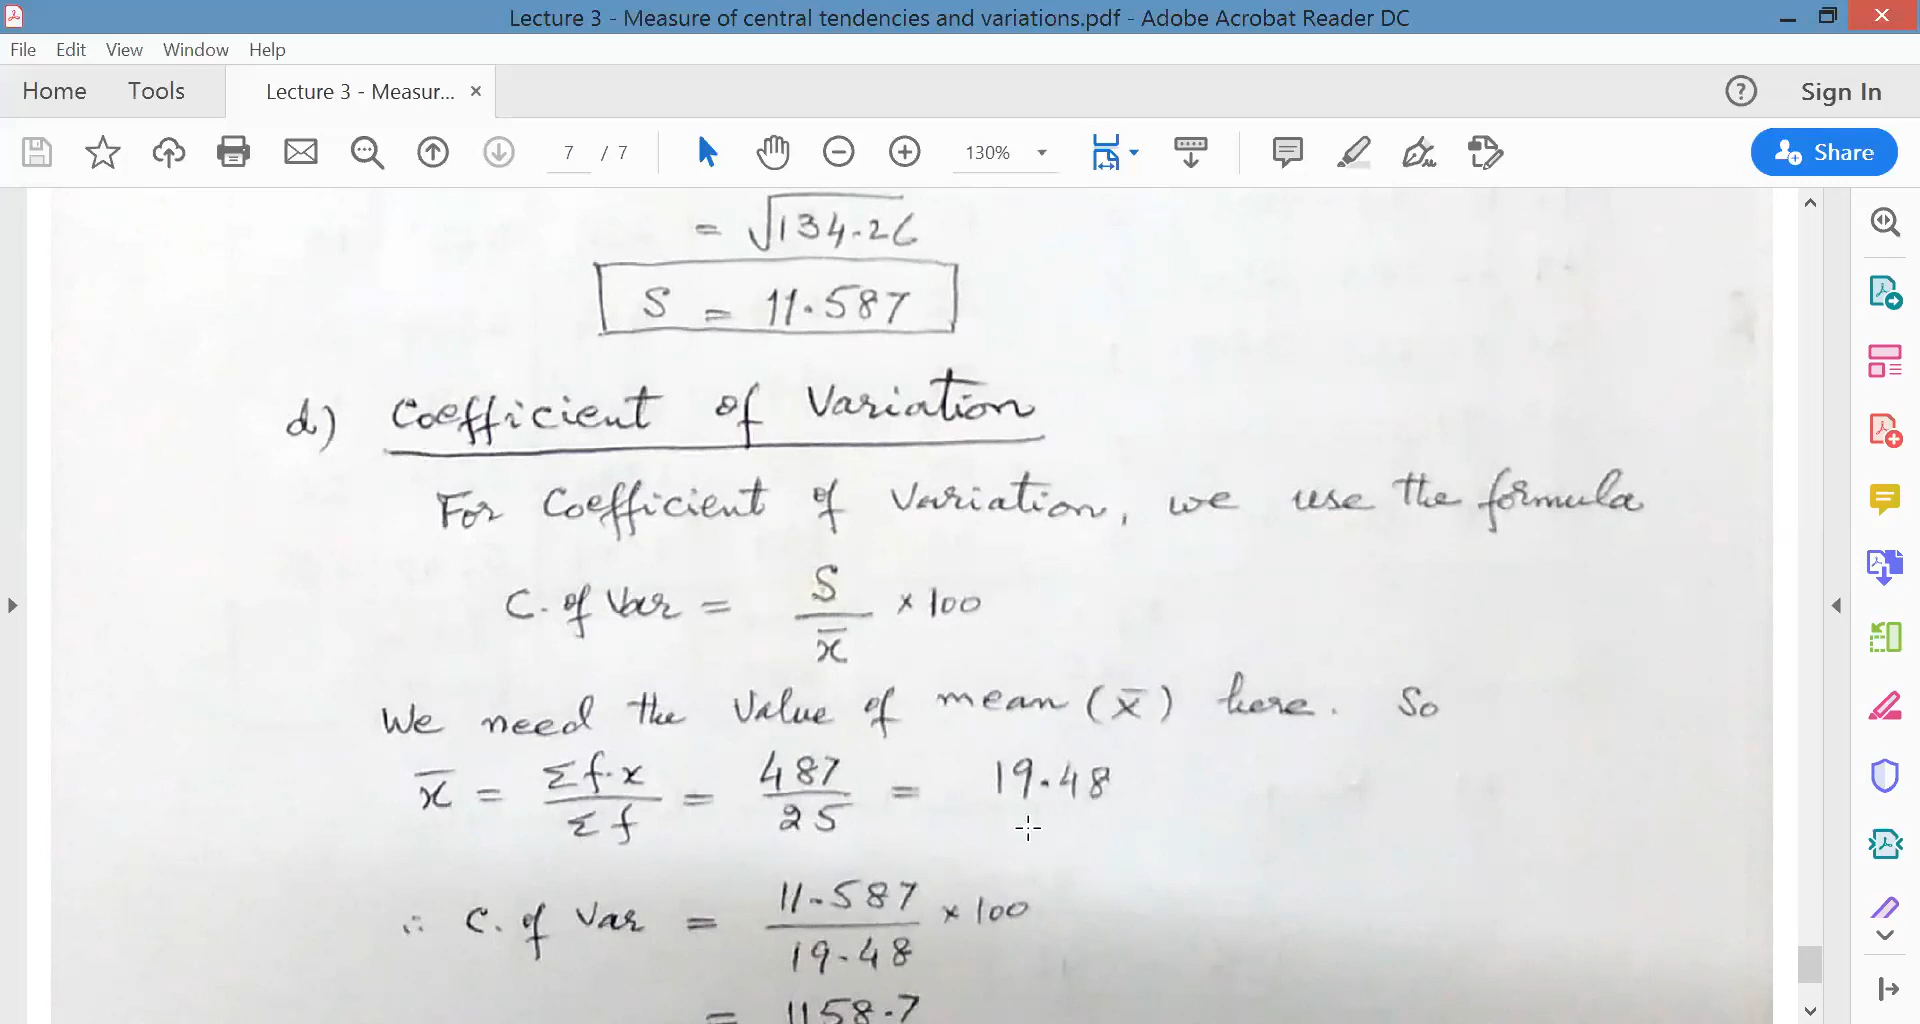 Lecture 3 - Measure of central tendencies and variations.pdf - Adobe Acrobat Reader DC
File Edit View Window Help
Home Tools Lecture 3 - Measur... × ? Sign In
7 / 7 130% Share
= √134.26
S = 11.587
d) Coefficient of Variation
For Coefficient of Variation, we use the formula
C. of Var = S/x̄ × 100
We need the value of mean (x̄) here. So
x̄ = Σf·x/Σf = 487/25 = 19.48
∴ C. of Var = 11.587/19.48 × 100
= 1158.7